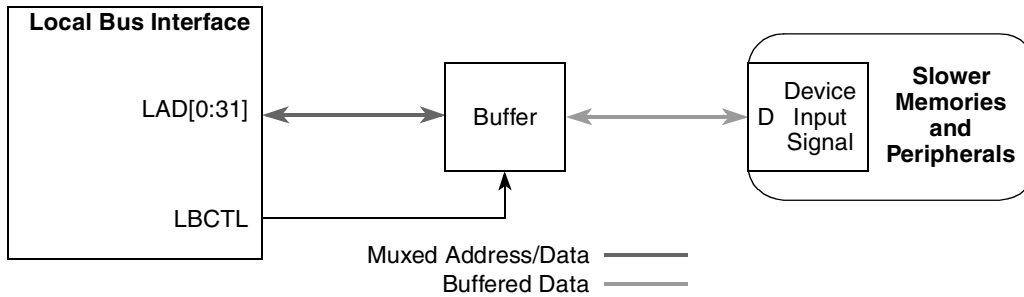 Local Bus Interface
LAD[0:31]
LBCTL
Buffer
D
Device
Input
Signal
Slower
Memories
and
Peripherals
Muxed Address/Data
Buffered Data